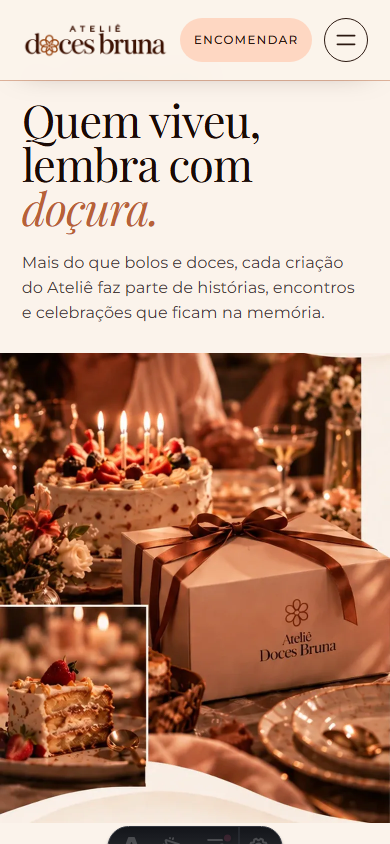 ATELIÊ
doces bruna
ENCOMENDAR
Quem viveu,
lembra com
doçura.
Mais do que bolos e doces, cada criação
do Ateliê faz parte de histórias, encontros
e celebrações que ficam na memória.
Ateliê
Doces Bruna